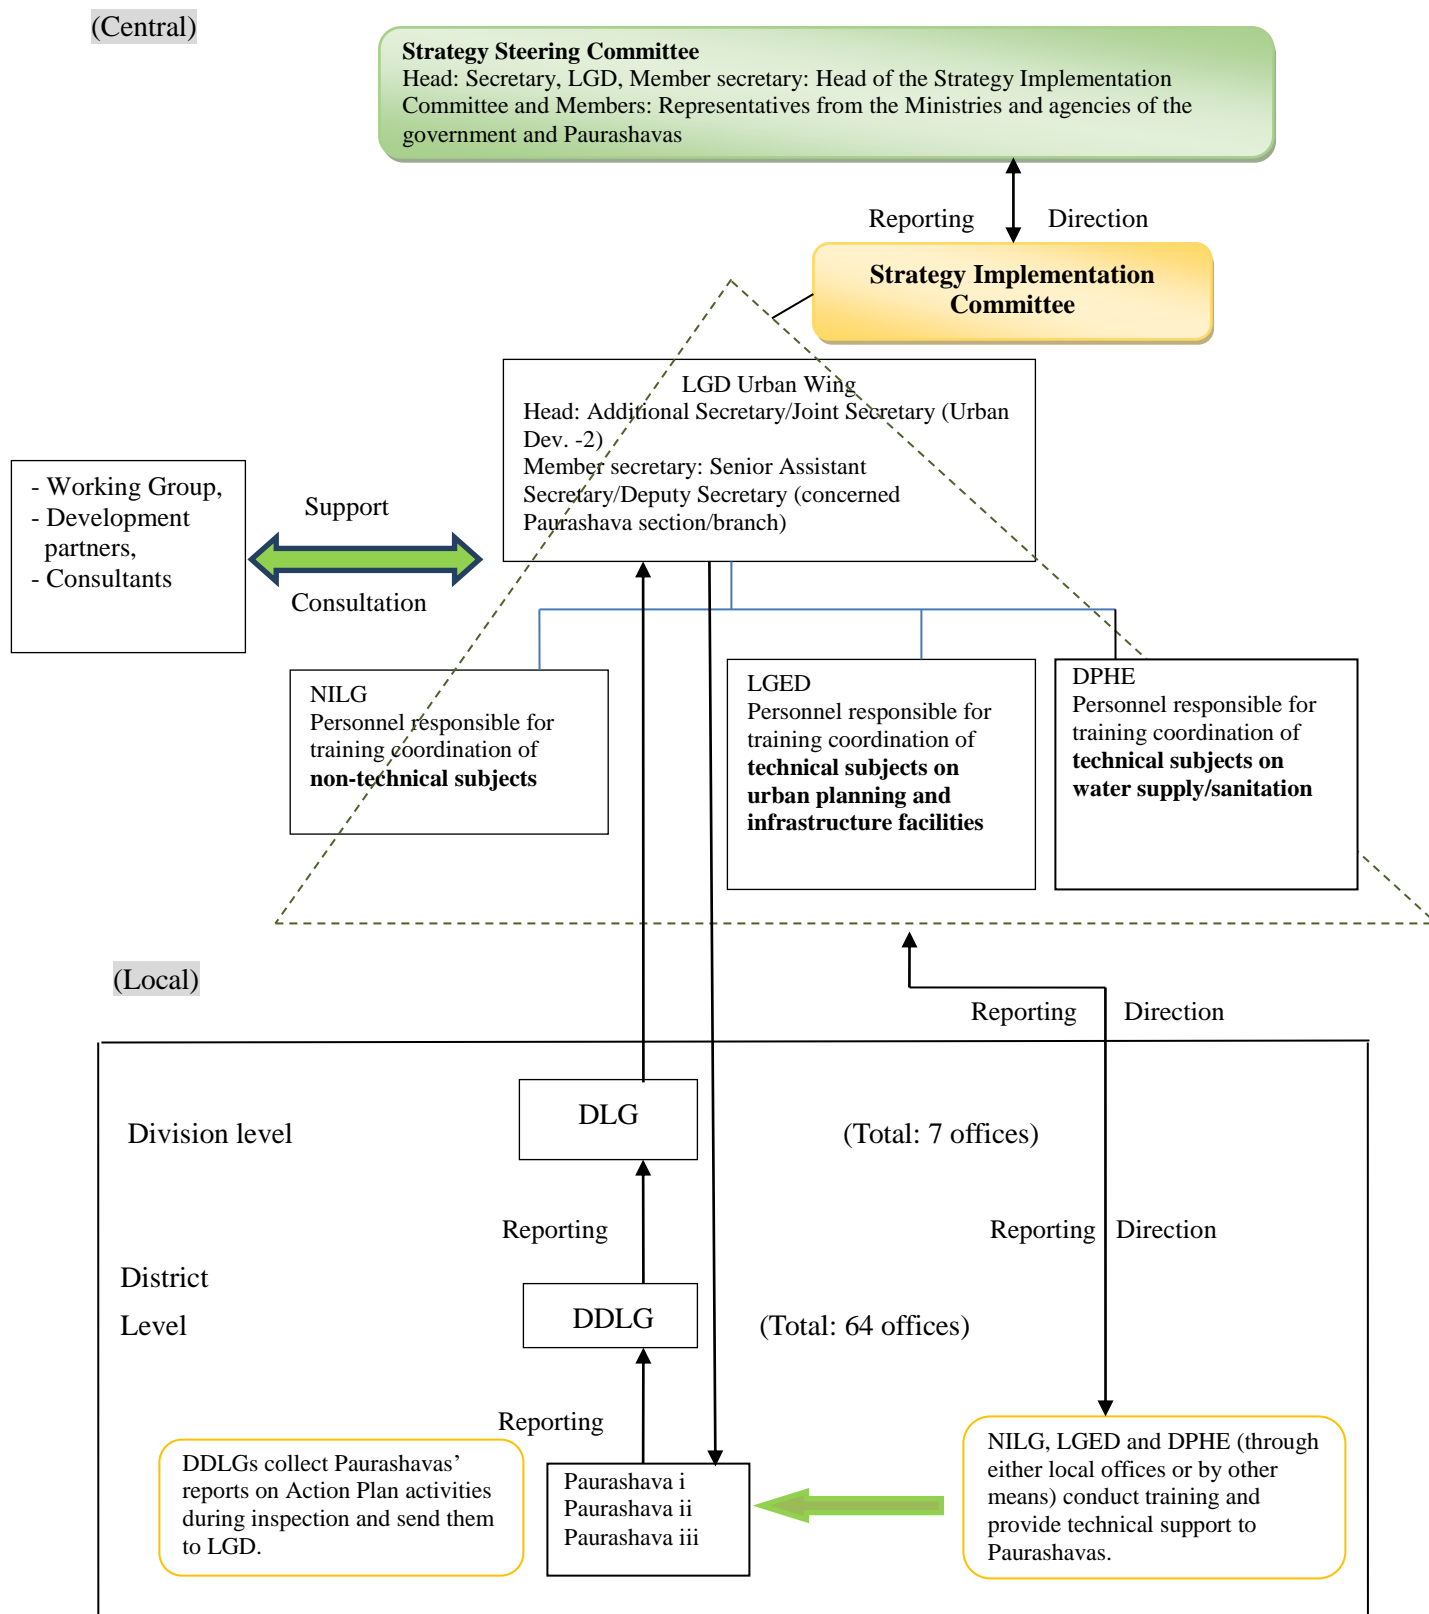 (Central)
Strategy Steering Committee
Head: Secretary, LGD, Member secretary: Head of the Strategy Implementation
Committee and Members: Representatives from the Ministries and agencies of the
government and Paurashavas
Reporting
Direction
Strategy Implementation
Committee
LGD Urban Wing
Head: Additional Secretary/Joint Secretary (Urban
Dev. -2)
Member secretary: Senior Assistant
Secretary/Deputy Secretary (concerned
Paurashava section/branch)
- Working Group,
- Development
partners,
- Consultants
Support
Consultation
NILG
Personnel responsible for
training coordination of
non-technical subjects
LGED
Personnel responsible for
training coordination of
technical subjects on
urban planning and
infrastructure facilities
DPHE
Personnel responsible for
training coordination of
technical subjects on
water supply/sanitation
(Local)
Reporting
Direction
Division level
DLG
(Total: 7 offices)
Reporting
Reporting
Direction
District
Level
DDLG
(Total: 64 offices)
Reporting
DDLGs collect Paurashavas’
reports on Action Plan activities
during inspection and send them
to LGD.
Paurashava i
Paurashava ii
Paurashava iii
NILG, LGED and DPHE (through
either local offices or by other
means) conduct training and
provide technical support to
Paurashavas.